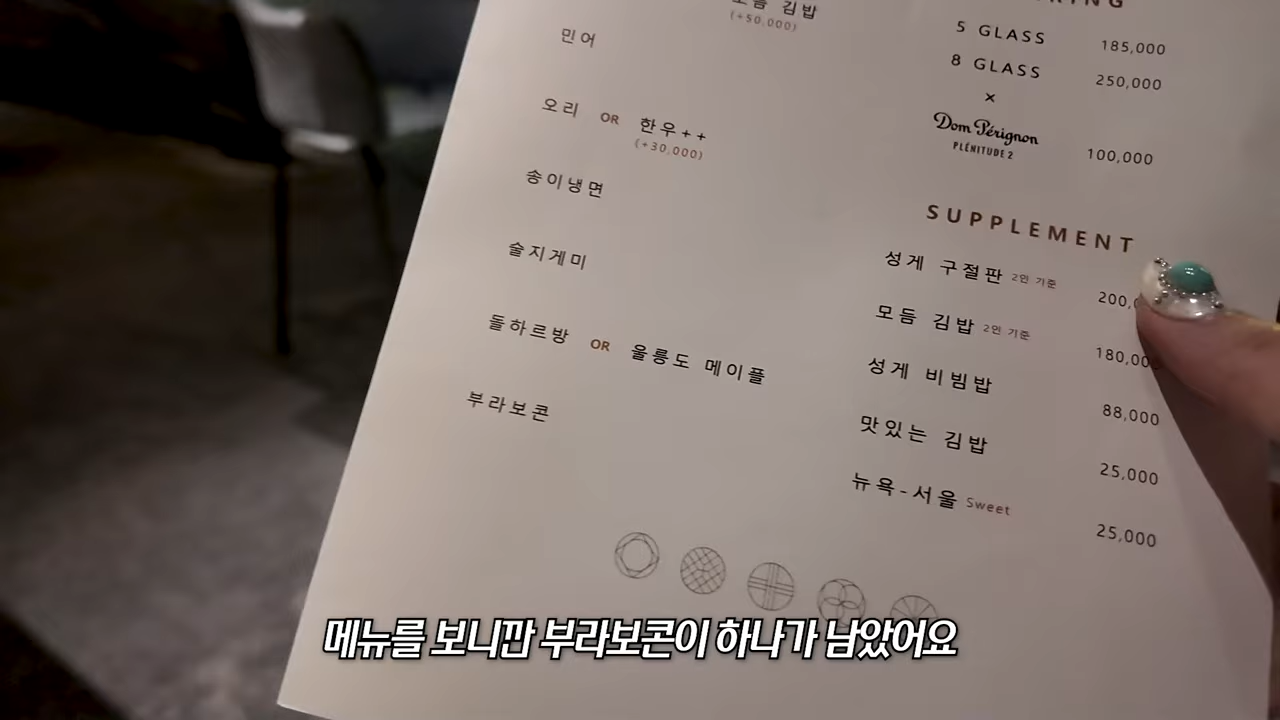 김밥
(+50,000)
민어
오리 OR 한우++
(+30,000)
송이냉면
술지게미
돌하르방 OR 울릉도 메이플
부라보콘
5 GLASS 185,000
8 GLASS 250,000
×
Dom Pérignon
PLÉNITUDE 2 100,000
SUPPLEMENT
성게 구절판 2인 기준
모듬 김밥 2인 기준
성게 비빔밥 88,000
맛있는 김밥 25,000
뉴욕-서울 Sweet 25,000
메뉴를 보니깐 부라보콘이 하나가 남았어요